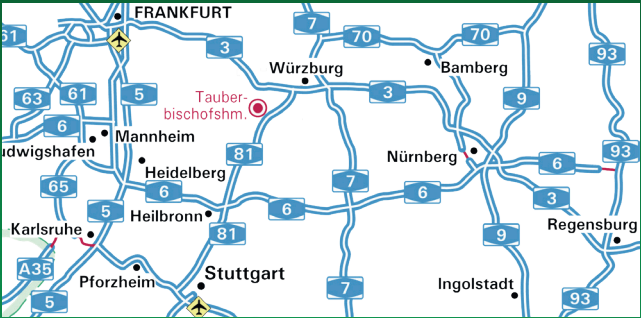 FRANKFURT
7
61
70
70
3
93
Würzburg
Bamberg
63
61
5
Tauber-
bischofshm.
3
9
6
Mannheim
udwigshafen
81
Nürnberg
93
6
Heidelberg
65
6
7
6
3
5
Heilbronn
6
Karlsruhe
81
9
Regensburg
A35
Pforzheim
Stuttgart
Ingolstadt
5
7
93